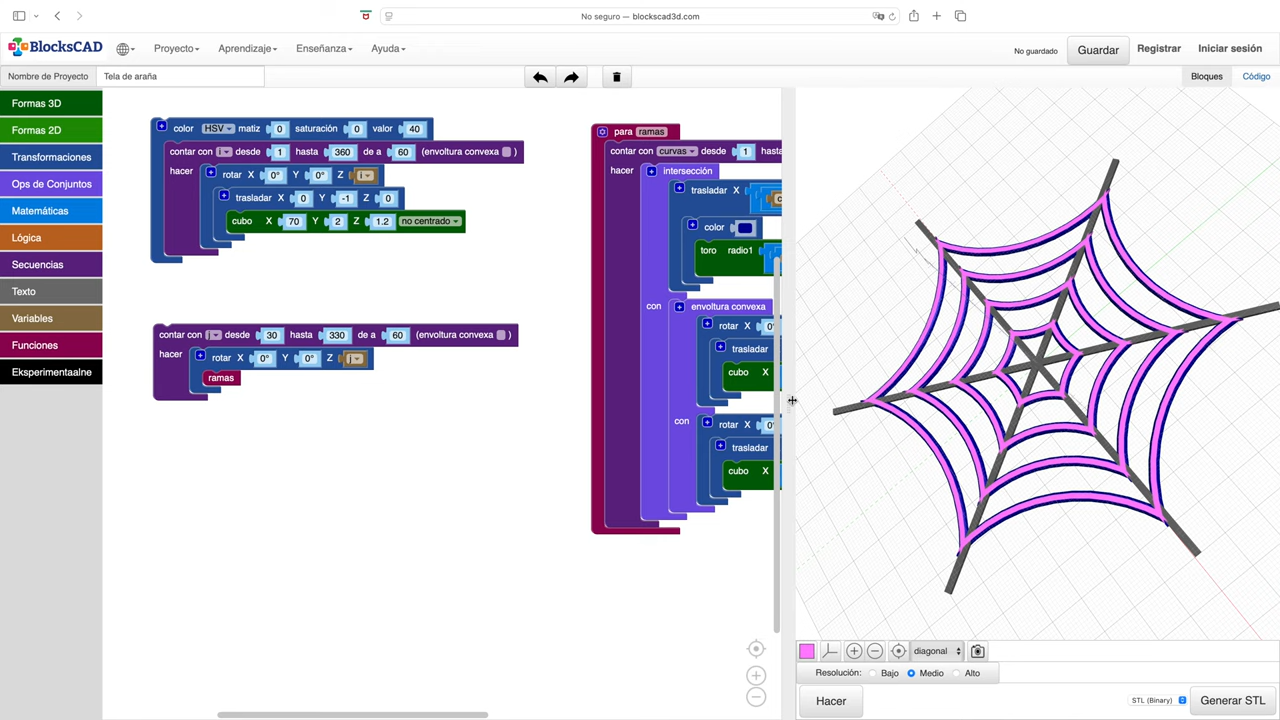 No seguro — blockscad3d.com
BlocksCAD
Proyecto
Aprendizaje
Enseñanza
Ayuda
No guardado
Guardar
Registrar
Iniciar sesión
Nombre de Proyecto
Tela de araña
Bloques
Código
Formas 3D
Formas 2D
Transformaciones
Ops de Conjuntos
Matemáticas
Lógica
Secuencias
Texto
Variables
Funciones
Eksperimentaalne
color HSV matiz 0 saturación 0 valor 40
contar con i desde 1 hasta 360 de a 60 (envoltura convexa )
hacer rotar X 0° Y 0° Z i
trasladar X 0 Y -1 Z 0
cubo X 70 Y 2 Z 1.2 no centrado
contar con j desde 30 hasta 330 de a 60 (envoltura convexa )
hacer rotar X 0° Y 0° Z j
ramas
para ramas
contar con curvas desde 1 hasta
hacer intersección
trasladar X
c
color
toro radio1
con envoltura convexa
rotar X 0°
trasladar
cubo X
con rotar X 0°
trasladar
cubo X
diagonal
Resolución: Bajo Medio Alto
Hacer
STL (Binary)
Generar STL